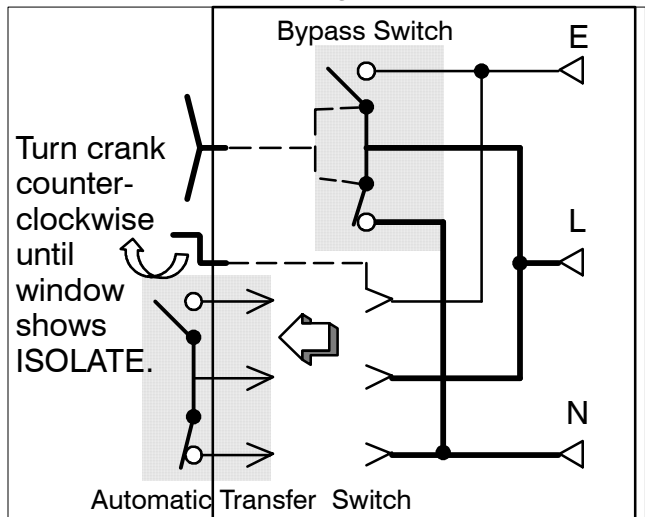 Bypass Switch
E
Turn crank
counter-
clockwise
until
window
shows
ISOLATE.
L
N
Automatic Transfer Switch